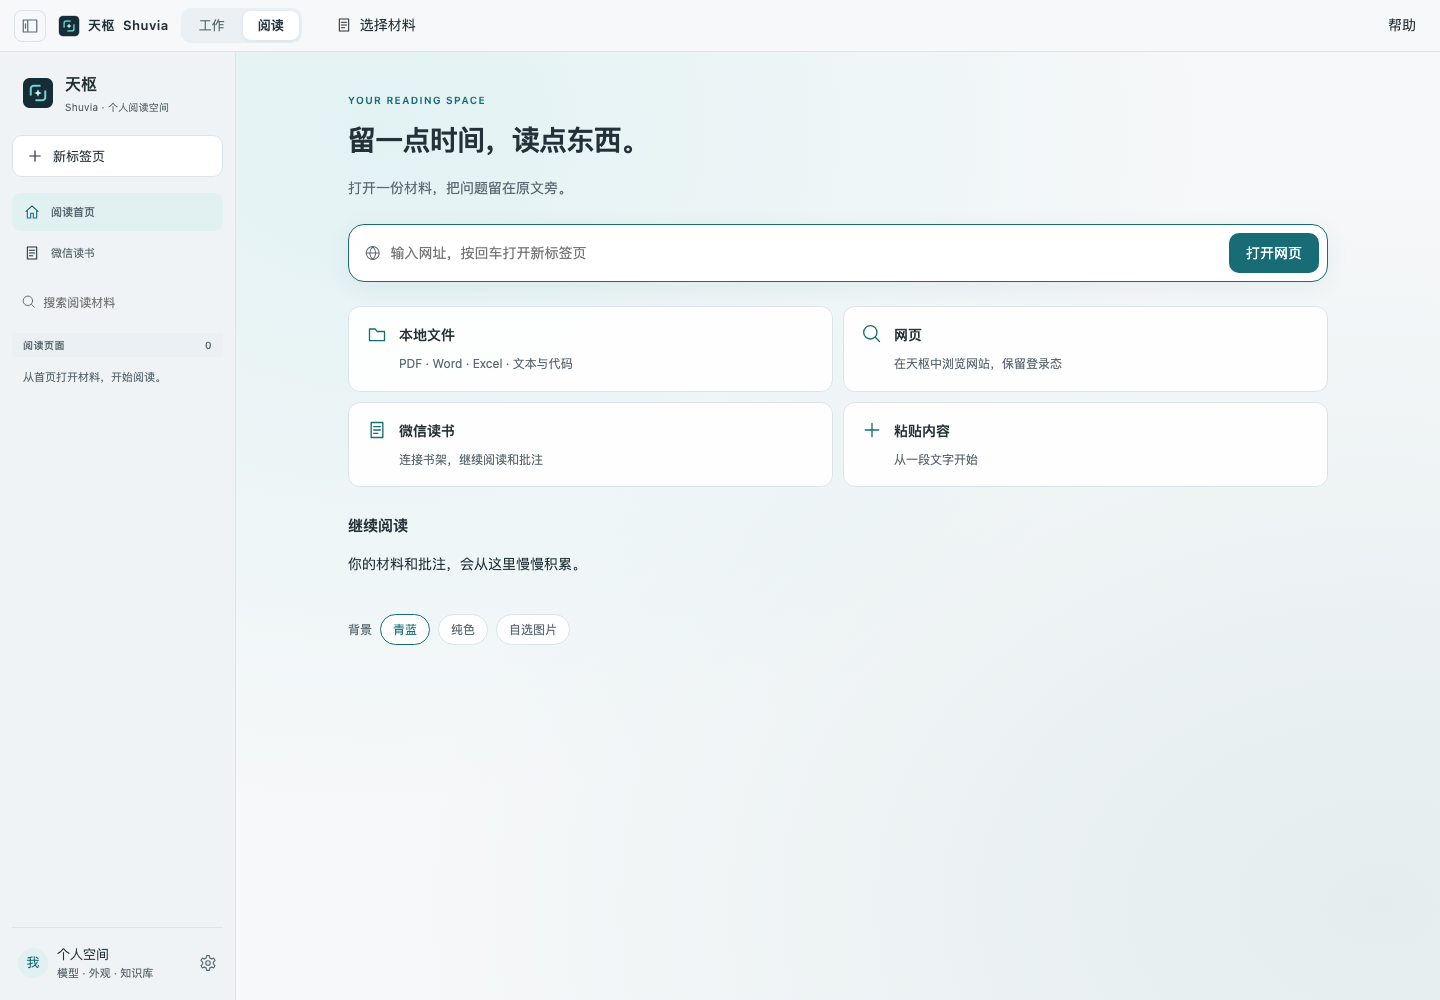 天枢 Shuvia
工作
阅读
选择材料
帮助
天枢
Shuvia · 个人阅读空间
新标签页
阅读首页
微信读书
搜索阅读材料
阅读页面 0
从首页打开材料，开始阅读。
个人空间
我
模型 · 外观 · 知识库
YOUR READING SPACE
留一点时间，读点东西。
打开一份材料，把问题留在原文旁。
输入网址，按回车打开新标签页
打开网页
本地文件
PDF · Word · Excel · 文本与代码
网页
在天枢中浏览网站，保留登录态
微信读书
连接书架，继续阅读和批注
粘贴内容
从一段文字开始
继续阅读
你的材料和批注，会从这里慢慢积累。
背景 青蓝 纯色 自选图片